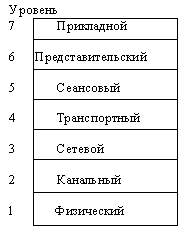 Уровень
7 Прикладной
6 Представительский
5 Сеансовый
4 Транспортный
3 Сетевой
2 Канальный
1 Физический